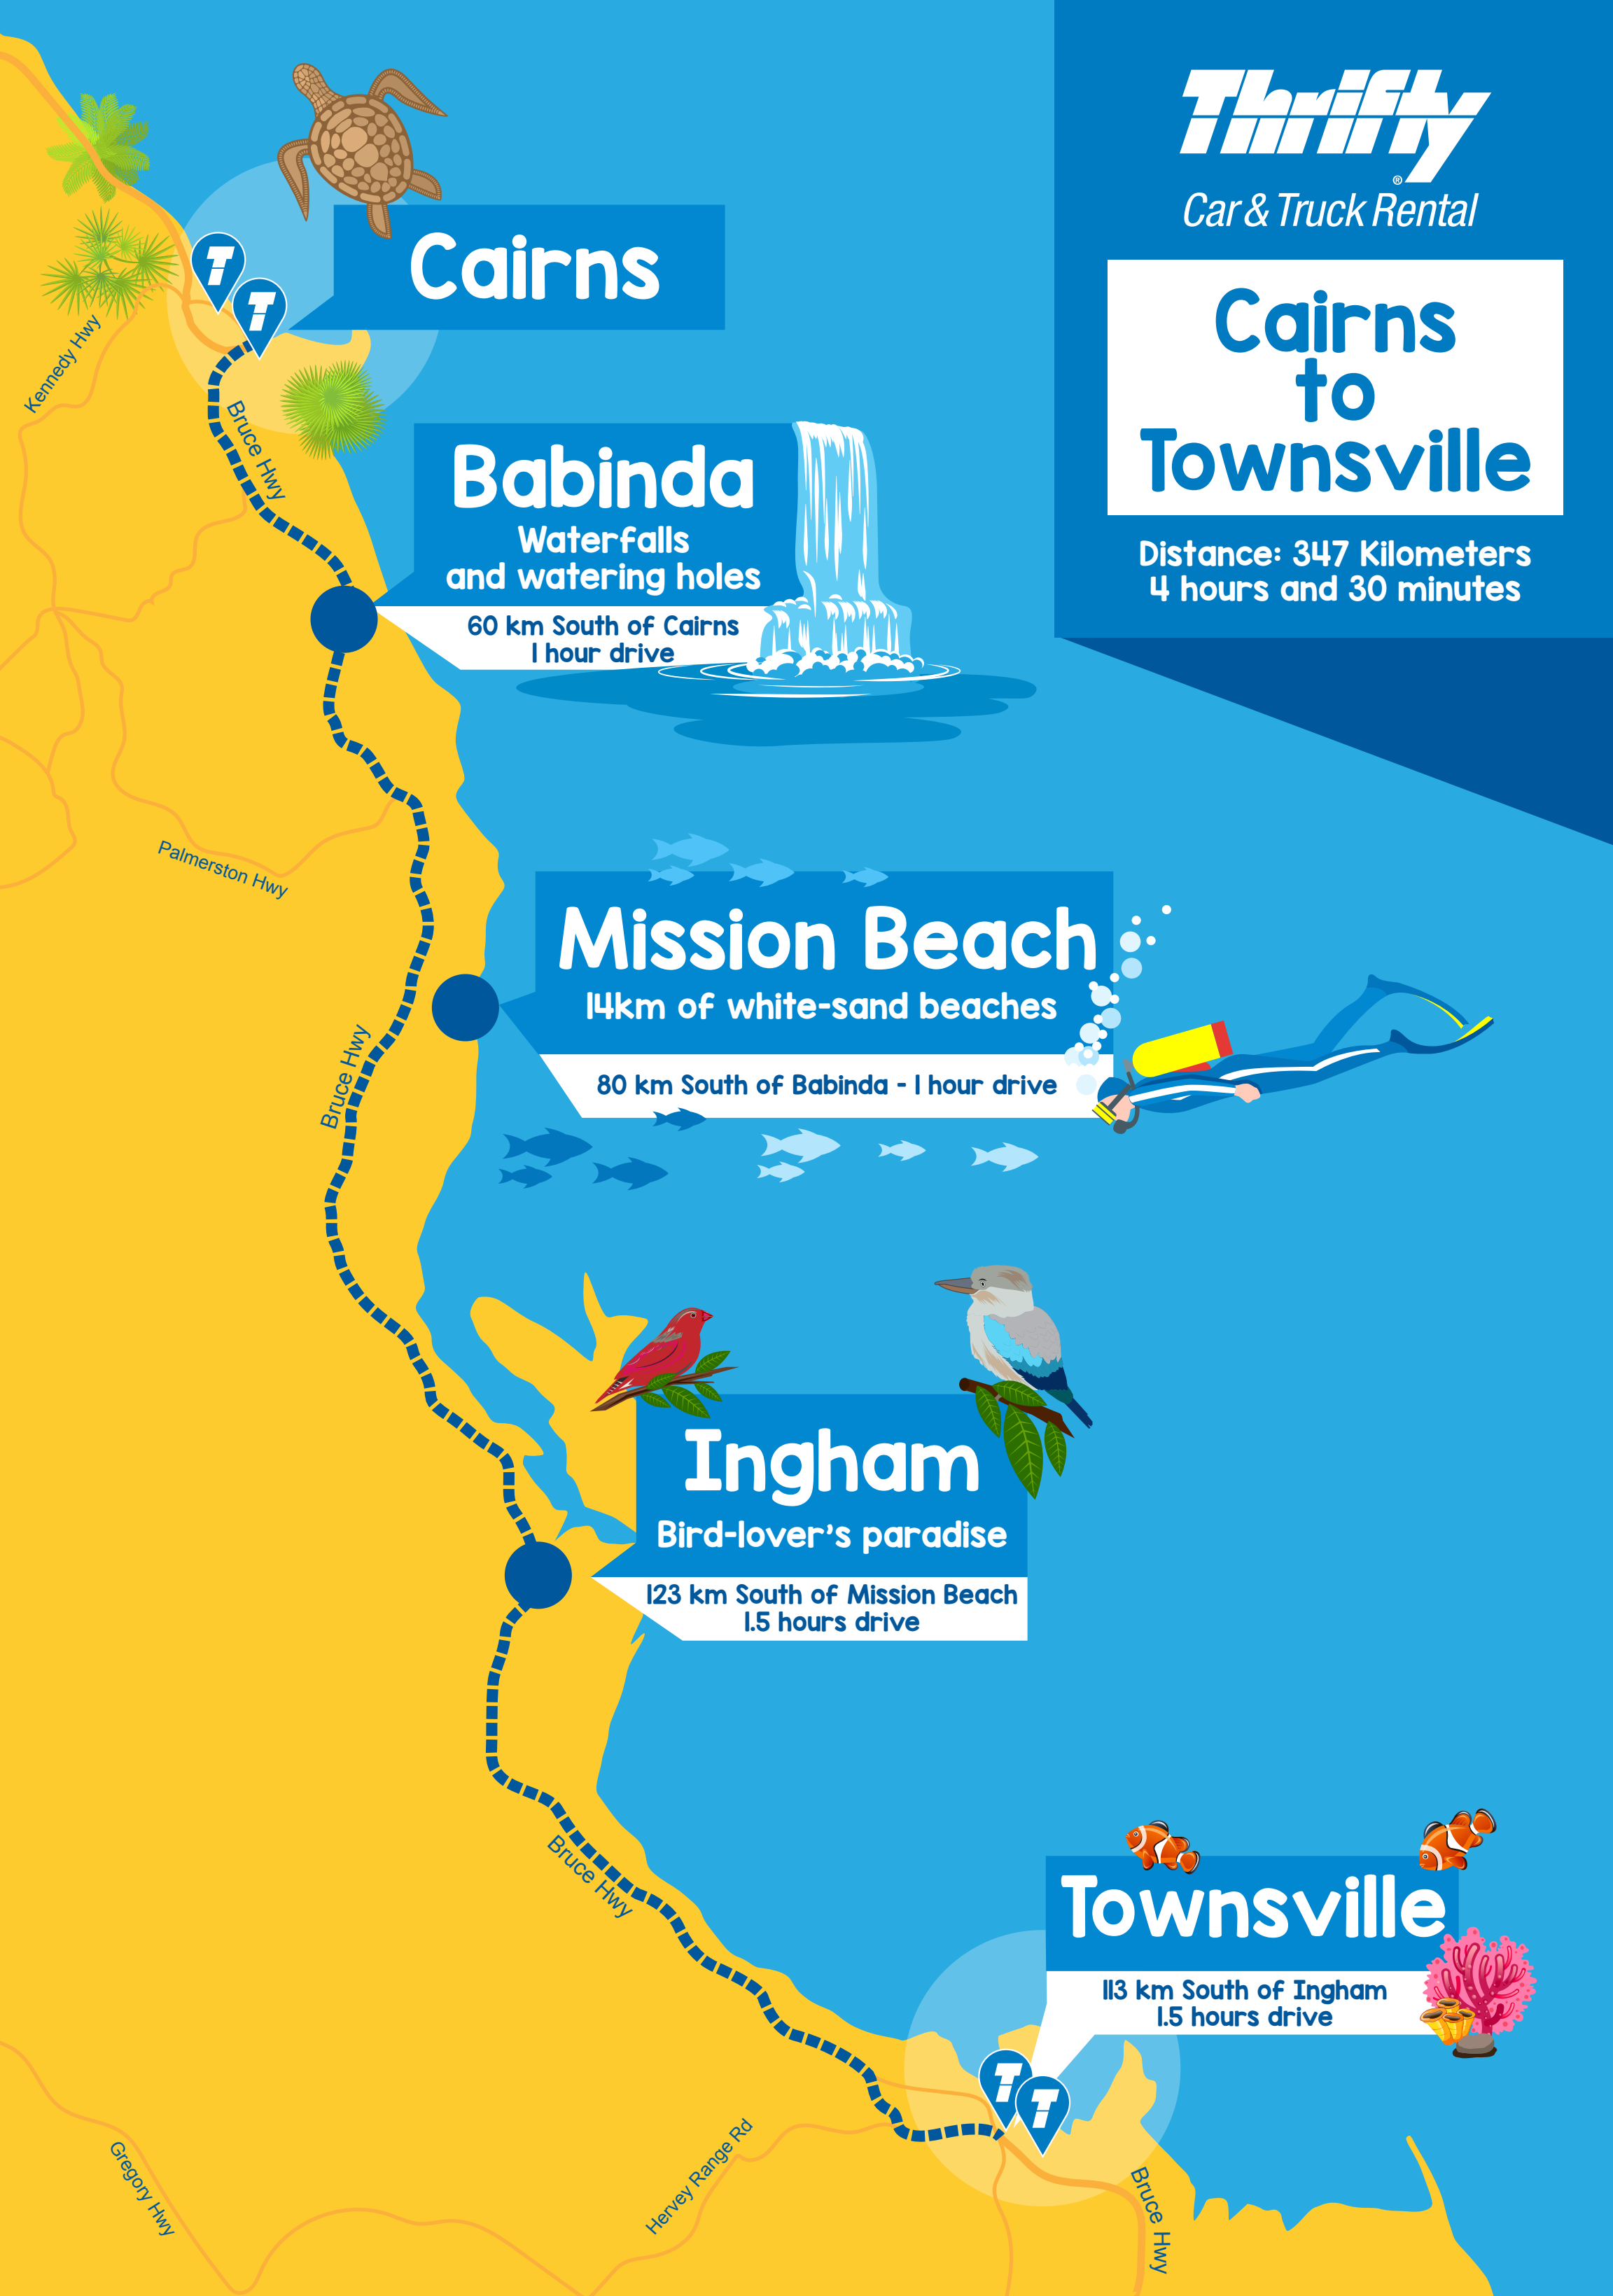 Thrifty
®
Car & Truck Rental
Cairns
to
Townsville
Distance: 347 Kilometers
4 hours and 30 minutes
Cairns
T
T
Kennedy Hwy
Bruce Hwy
Babinda
Waterfalls
and watering holes
60 km South of Cairns
1 hour drive
Palmerston Hwy
Mission Beach
14km of white-sand beaches
80 km South of Babinda - 1 hour drive
Bruce Hwy
Ingham
Bird-lover's paradise
123 km South of Mission Beach
1.5 hours drive
Bruce Hwy
Townsville
113 km South of Ingham
1.5 hours drive
T
T
Gregory Hwy
Hervey Range Rd
Bruce Hwy